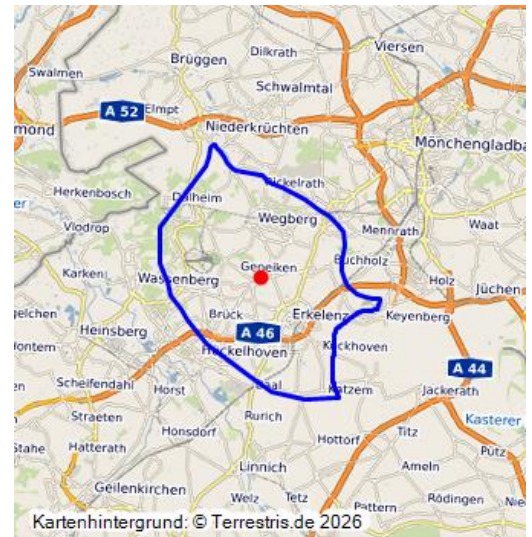 Brüggen
Dilkrath
Viersen
Swalmen
Schwalmtal
Elmpt
A 52
mond
Niederkrüchten
Mönchengladba
Herkenbosch
Dalheim
Rickelrath
Wegberg
Waat
Vlodrop
Mennrath
Buchholz
Karken
Wassenberg
Geneiken
Holz
Jüchen
gelchen
Brück
Erkelenz
Keyenberg
Heinsberg
A 46
ontem
Hückelhoven
Kückhoven
A 44
Scheifendahl
Horst
Baal
Katzem
Jackerath
Straeten
Rurich
Kasterer
Honsdorf
Titz
Stahe
Hatterath
Hottorf
Pütz
Linnich
Ameln
Geilenkirchen
Welz
Tetz
Rödingen
Pattern
Kartenhintergrund: © Terrestris.de 2026